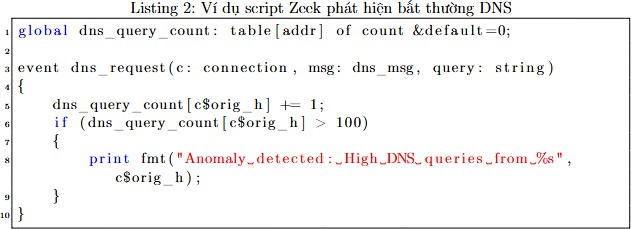 Listing 2: Ví dụ script Zeek phát hiện bất thường DNS
1 global dns_query_count: table[addr] of count &default=0;
2
3 event dns_request(c: connection, msg: dns_msg, query: string)
4 {
5     dns_query_count[c$orig_h] += 1;
6     if (dns_query_count[c$orig_h] > 100)
7     {
8         print fmt("Anomaly␣detected:␣High␣DNS␣queries␣from␣%s",
            c$orig_h);
9     }
10 }